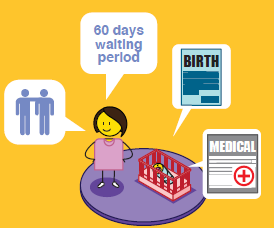 60 days
waiting
period
BIRTH
MEDICAL